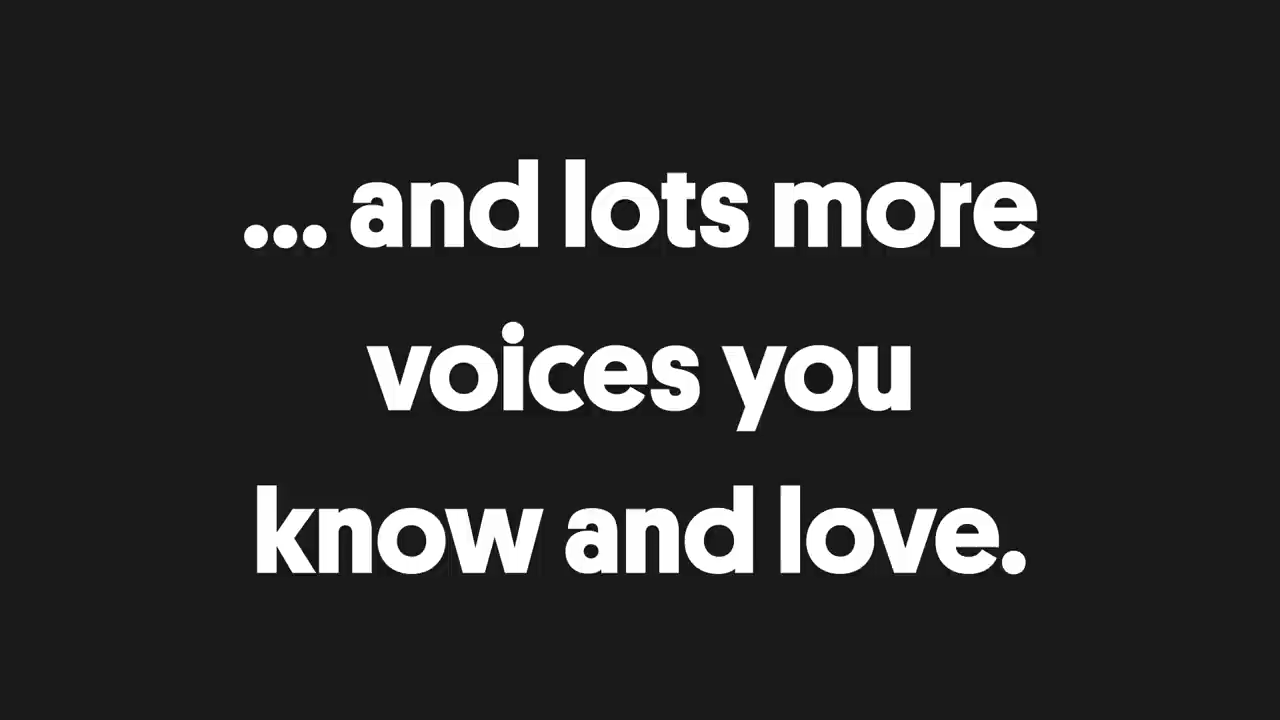 ... and lots more
voices you
know and love.